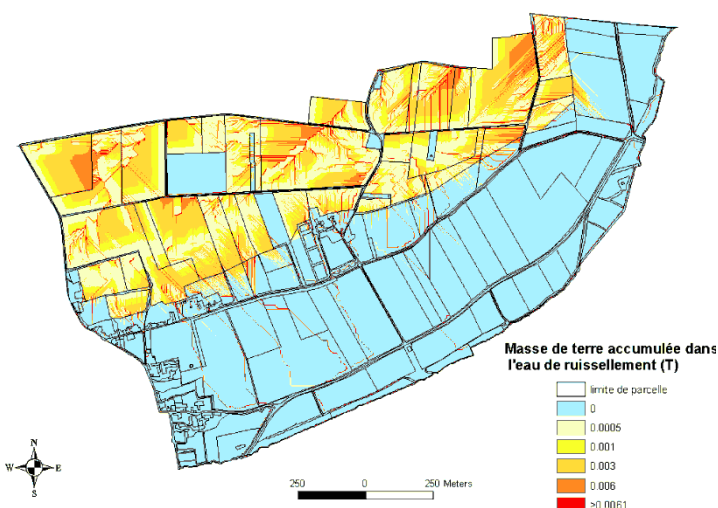 Masse de terre accumulée dans
l'eau de ruissellement (T)
limite de parcelle
0
0.0005
0.001
0.003
0.006
>0.0061
N
W E
S
250 0 250 Meters